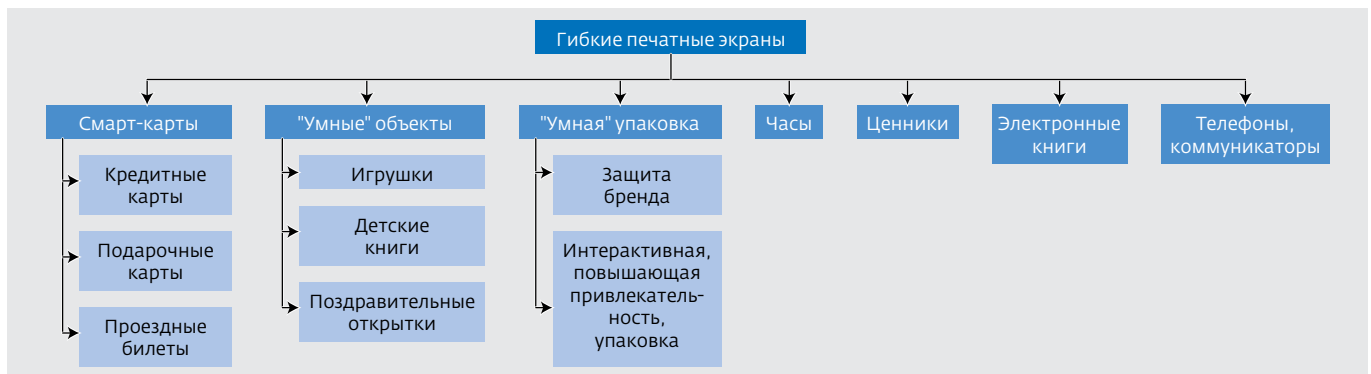 Гибкие печатные экраны
Смарт-карты
"Умные" объекты
"Умная" упаковка
Часы
Ценники
Электронные
книги
Телефоны,
коммуникаторы
Кредитные
карты
Подарочные
карты
Проездные
билеты
Игрушки
Детские
книги
Поздравительные
открытки
Защита
бренда
Интерактивная,
повышающая
привлекатель-
ность,
упаковка